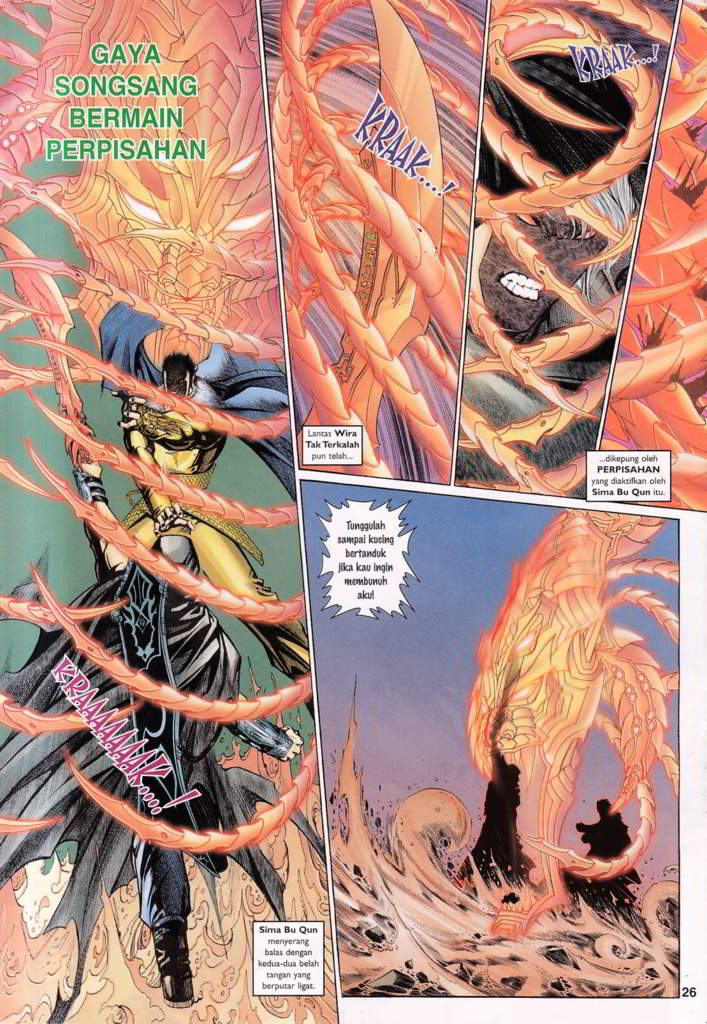 GAYA
SONGSANG
BERMAIN
PERPISAHAN
KRAAAAAAAK....!
Sima Bu Qun
menyerang
balas dengan
kedua-dua belah
tangan yang
berputar ligat.
KRAAK....!
Lantas Wira
Tak Terkalah
pun telah...
KRAAK....!
...dikepung oleh
PERPISAHAN
yang diaktifkan oleh
Sima Bu Qun itu.
Tunggulah
sampai kucing
bertanduk
jika kau ingin
membunuh
aku!
26